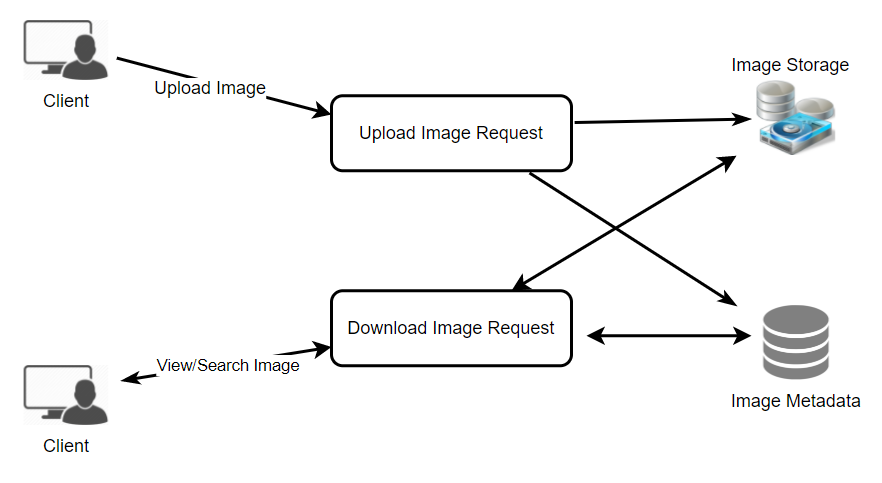 Image Storage
Client
Upload Image
Upload Image Request
Download Image Request
View/Search Image
Image Metadata
Client